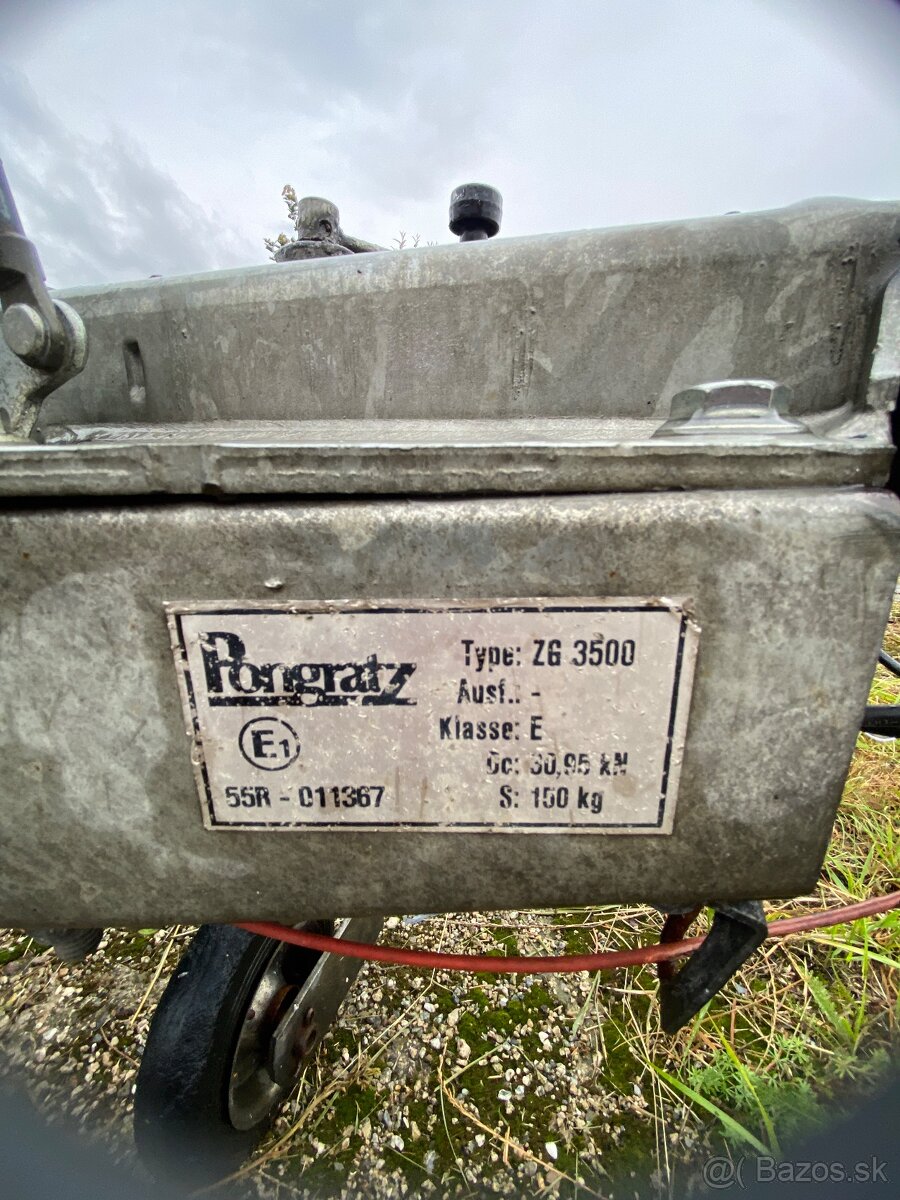 Pongratz
Type: ZG 3500
Ausf.: -
Klasse: E
E1
Dc: 30,95 kN
55R - 011367
S: 150 kg
@( Bazos.sk